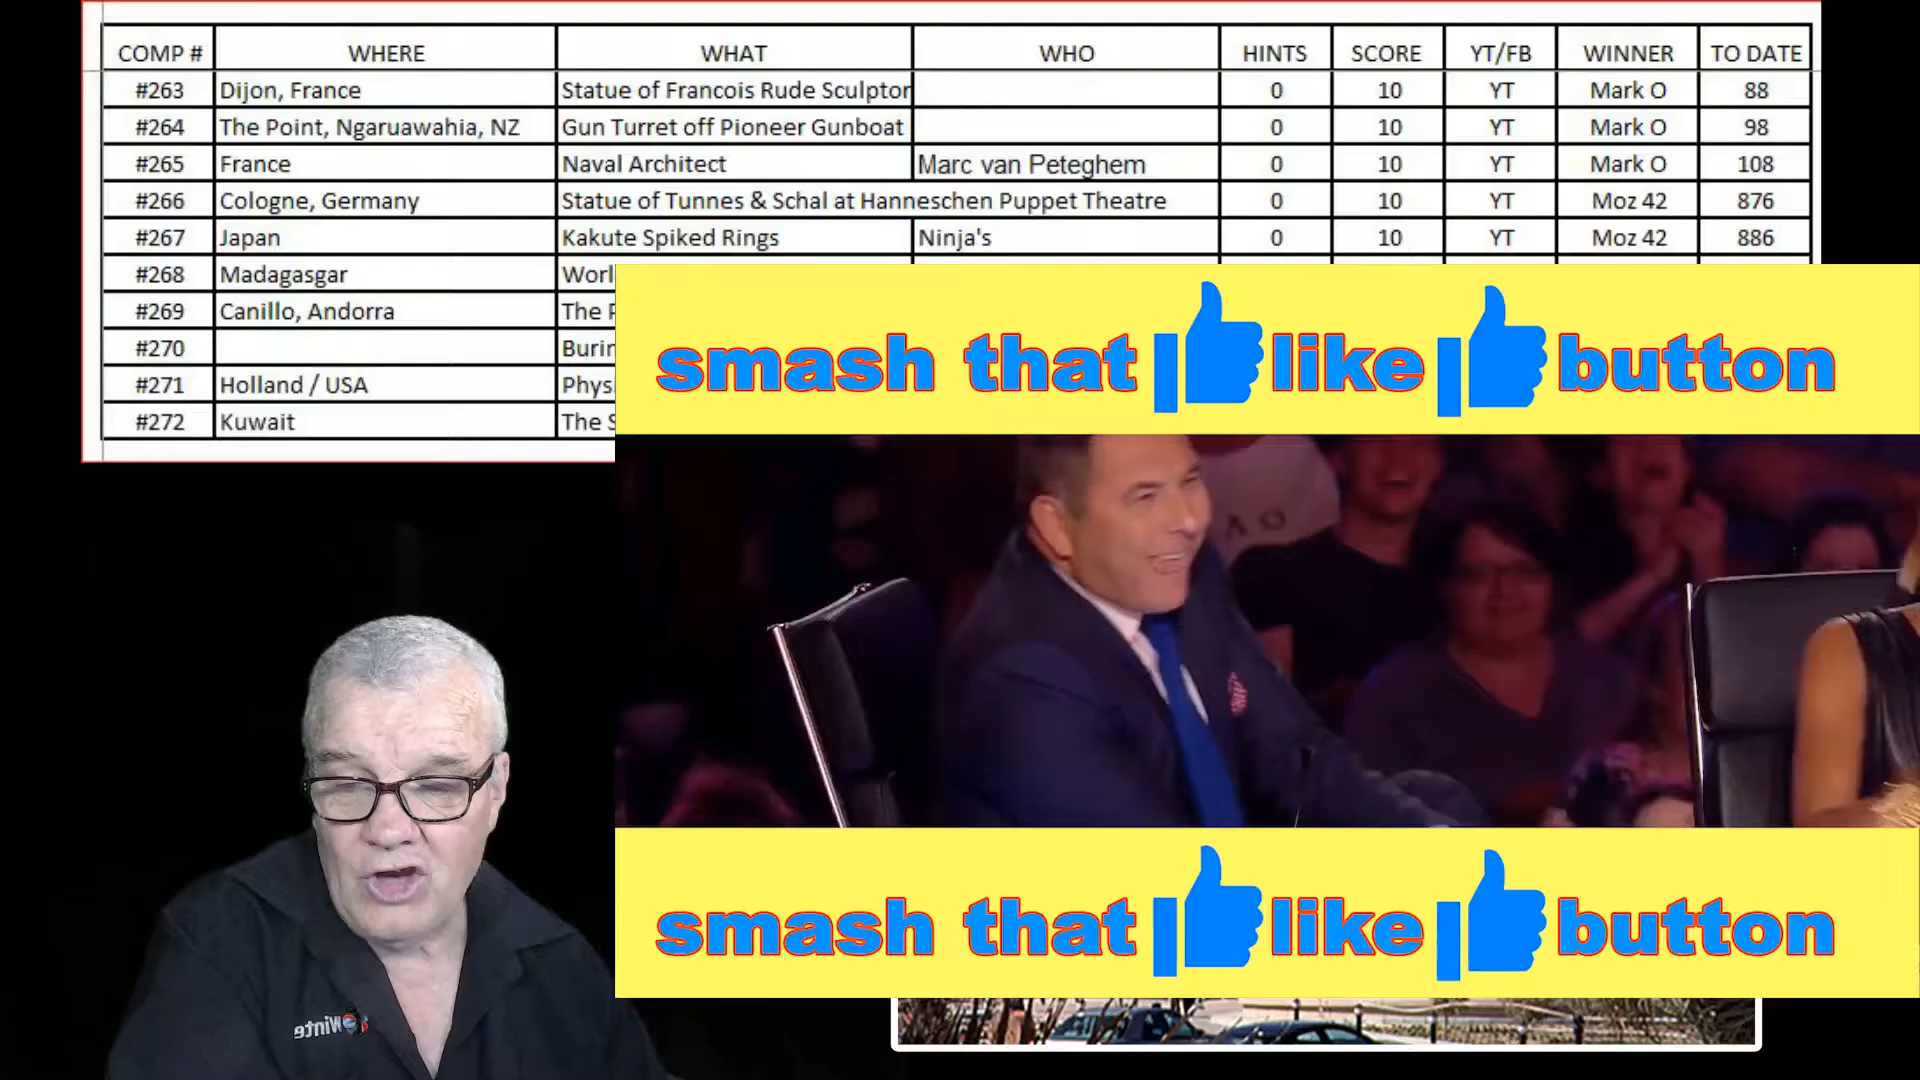 COMP # WHERE WHAT WHO HINTS SCORE YT/FB WINNER TO DATE
#263 Dijon, France Statue of Francois Rude Sculptor 0 10 YT Mark O 88
#264 The Point, Ngaruawahia, NZ Gun Turret off Pioneer Gunboat 0 10 YT Mark O 98
#265 France Naval Architect Marc van Peteghem 0 10 YT Mark O 108
#266 Cologne, Germany Statue of Tunnes & Schal at Hanneschen Puppet Theatre 0 10 YT Moz 42 876
#267 Japan Kakute Spiked Rings Ninja's 0 10 YT Moz 42 886
#268 Madagasgar
#269 Canillo, Andorra The
#270
#271 Holland / USA
#272 Kuwait The
smash that like button
smash that like button